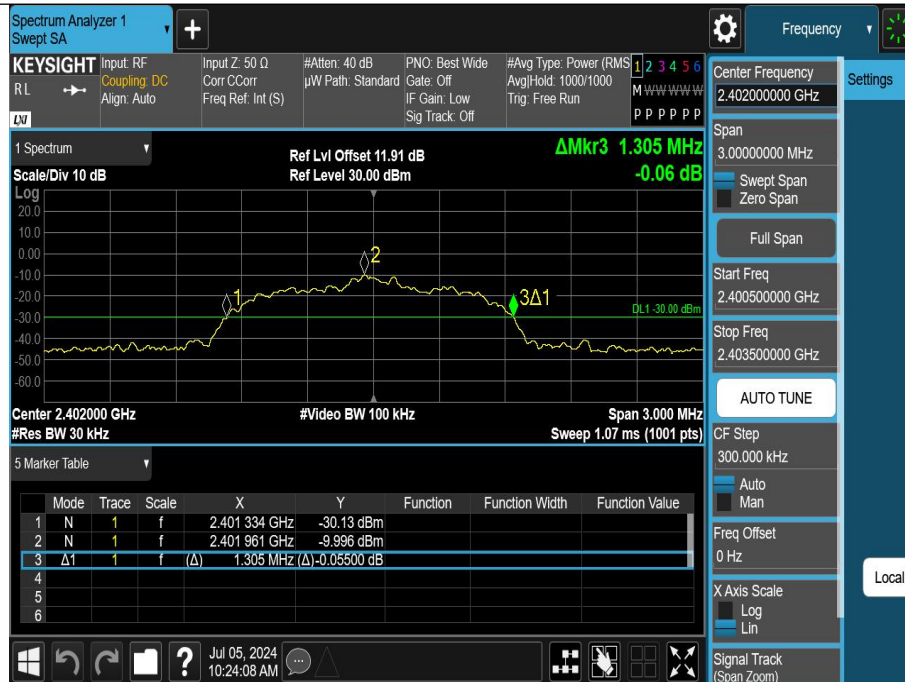 Spectrum Analyzer 1
Swept SA
+
Frequency
KEYSIGHT
RL
LXI
Input: RF
Coupling: DC
Align: Auto
Input Z: 50 Ω
Corr CCorr
Freq Ref: Int (S)
#Atten: 40 dB
µW Path: Standard
PNO: Best Wide
Gate: Off
IF Gain: Low
Sig Track: Off
#Avg Type: Power (RMS
Avg|Hold: 1000/1000
Trig: Free Run
1 2 3 4 5 6
M W W W W W
P P P P P P
1 Spectrum
Scale/Div 10 dB
Log
Ref Lvl Offset 11.91 dB
Ref Level 30.00 dBm
ΔMkr3 1.305 MHz
-0.06 dB
20.0
10.0
0.00
-10.0
-20.0
-30.0
-40.0
-50.0
-60.0
1
2
3Δ1
DL1 -30.00 dBm
Center 2.402000 GHz
#Video BW 100 kHz
Span 3.000 MHz
#Res BW 30 kHz
Sweep 1.07 ms (1001 pts)
5 Marker Table
Mode Trace Scale X Y Function Function Width Function Value
1 N 1 f 2.401 334 GHz -30.13 dBm
2 N 1 f 2.401 961 GHz -9.996 dBm
3 Δ1 1 f (Δ) 1.305 MHz (Δ) -0.05500 dB
4
5
6
?
Jul 05, 2024
10:24:08 AM
Center Frequency
2.402000000 GHz
Span
3.00000000 MHz
Swept Span
Zero Span
Full Span
Start Freq
2.400500000 GHz
Stop Freq
2.403500000 GHz
AUTO TUNE
CF Step
300.000 kHz
Auto
Man
Freq Offset
0 Hz
X Axis Scale
Log
Lin
Signal Track
(Span Zoom)
Settings
Local